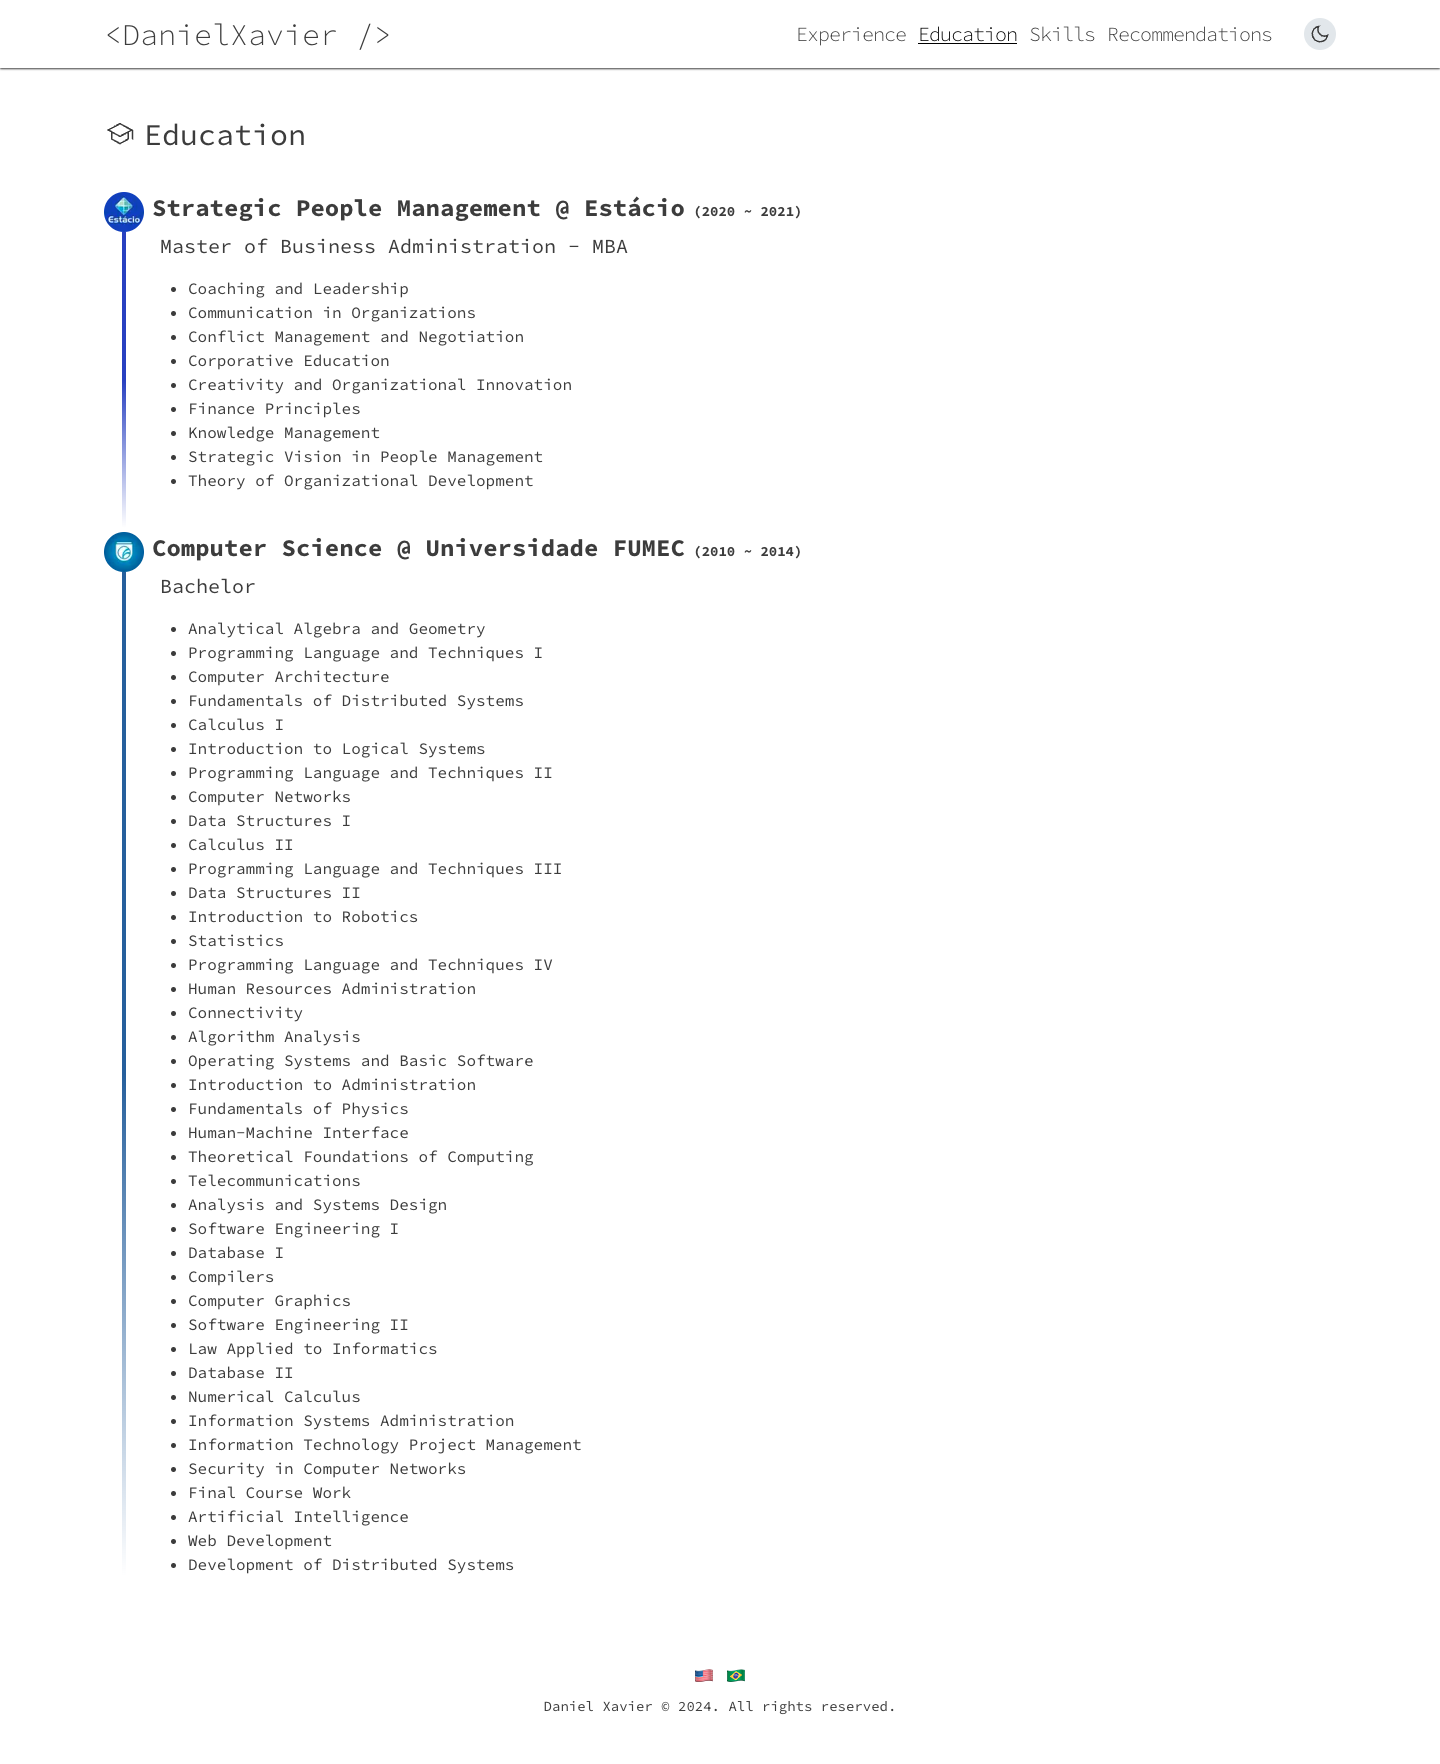 <DanielXavier />
Experience Education Skills Recommendations
Education
Estácio
Strategic People Management @ Estácio (2020 ~ 2021)
Master of Business Administration - MBA
• Coaching and Leadership
• Communication in Organizations
• Conflict Management and Negotiation
• Corporative Education
• Creativity and Organizational Innovation
• Finance Principles
• Knowledge Management
• Strategic Vision in People Management
• Theory of Organizational Development
Computer Science @ Universidade FUMEC (2010 ~ 2014)
Bachelor
• Analytical Algebra and Geometry
• Programming Language and Techniques I
• Computer Architecture
• Fundamentals of Distributed Systems
• Calculus I
• Introduction to Logical Systems
• Programming Language and Techniques II
• Computer Networks
• Data Structures I
• Calculus II
• Programming Language and Techniques III
• Data Structures II
• Introduction to Robotics
• Statistics
• Programming Language and Techniques IV
• Human Resources Administration
• Connectivity
• Algorithm Analysis
• Operating Systems and Basic Software
• Introduction to Administration
• Fundamentals of Physics
• Human-Machine Interface
• Theoretical Foundations of Computing
• Telecommunications
• Analysis and Systems Design
• Software Engineering I
• Database I
• Compilers
• Computer Graphics
• Software Engineering II
• Law Applied to Informatics
• Database II
• Numerical Calculus
• Information Systems Administration
• Information Technology Project Management
• Security in Computer Networks
• Final Course Work
• Artificial Intelligence
• Web Development
• Development of Distributed Systems
Daniel Xavier © 2024. All rights reserved.